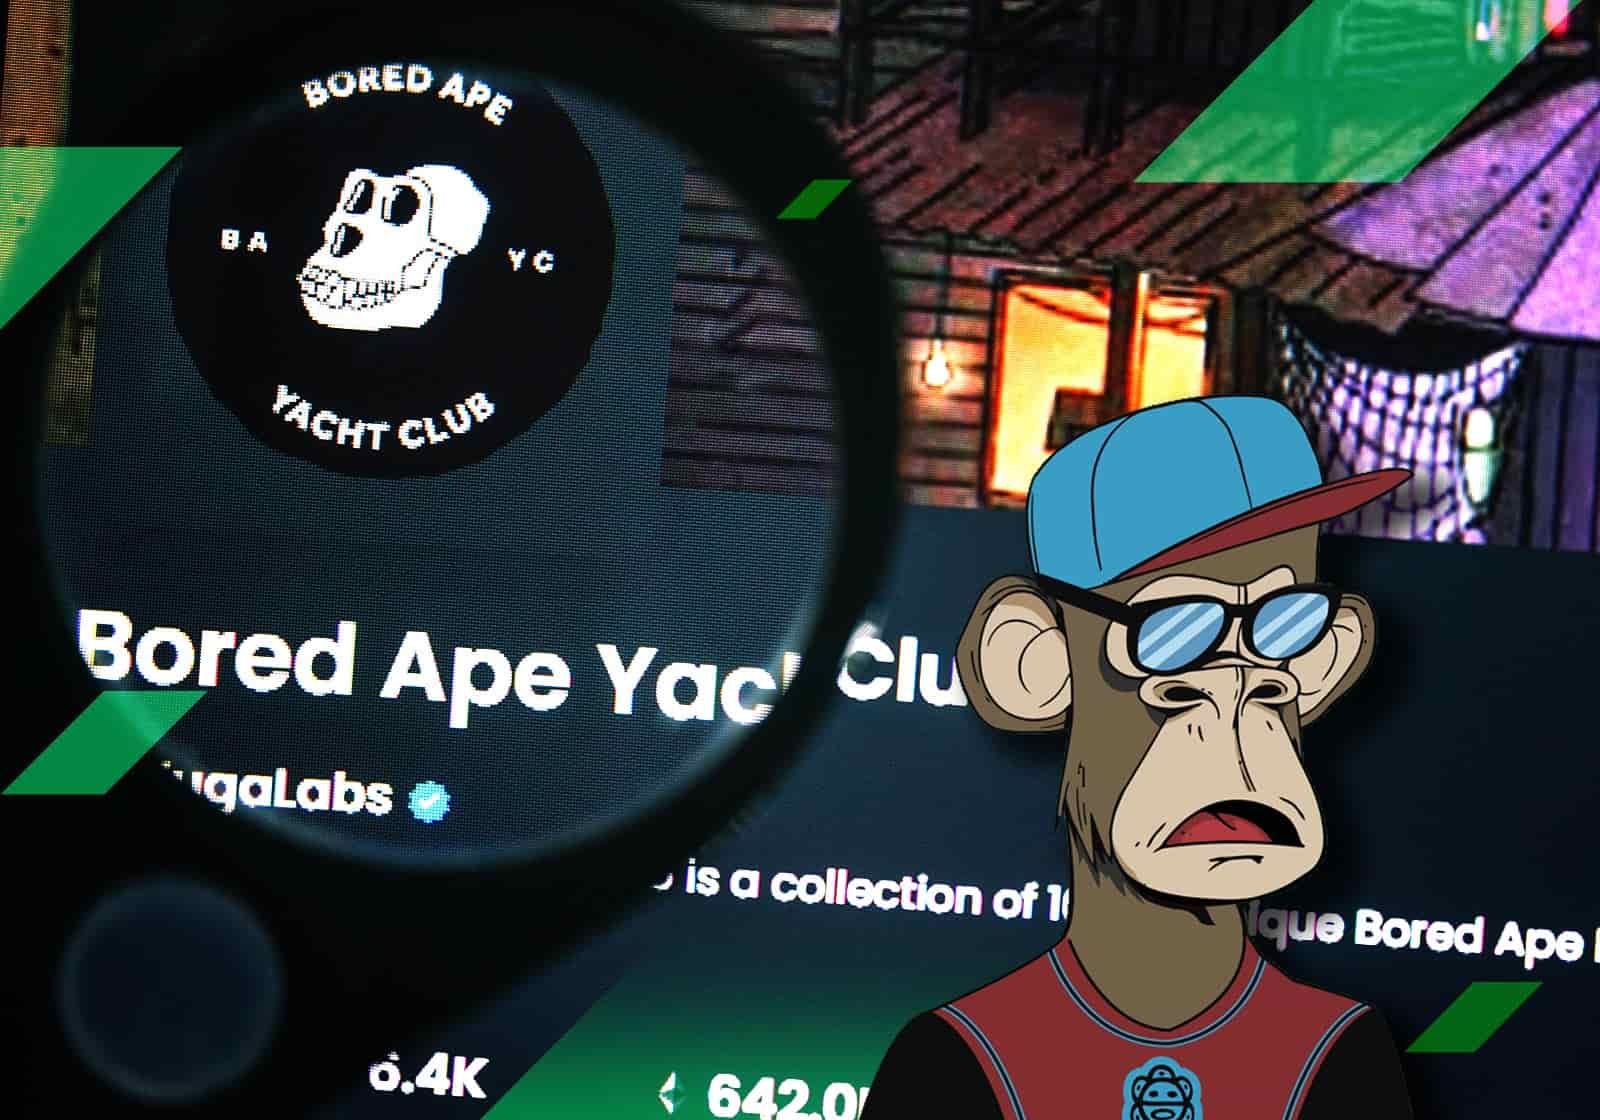 BORED APE
BA YC
YACHT CLUB
Bored Ape Yac Clu
ugaLabs
is a collection of 1 ique Bored Ape
6.4K 642.0